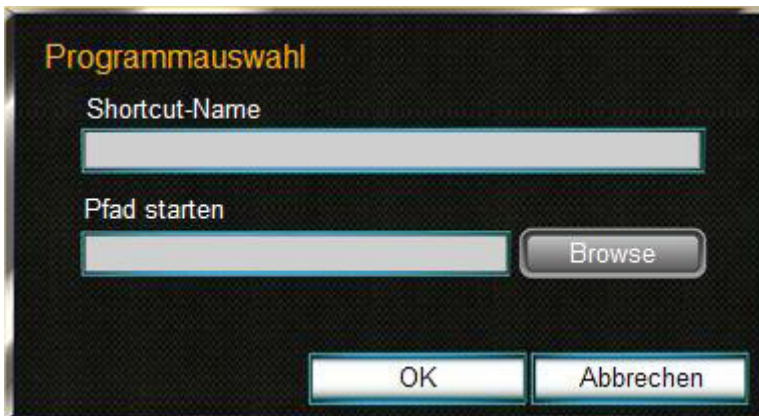 Programmauswahl
Shortcut-Name
Pfad starten
Browse
OK
Abbrechen